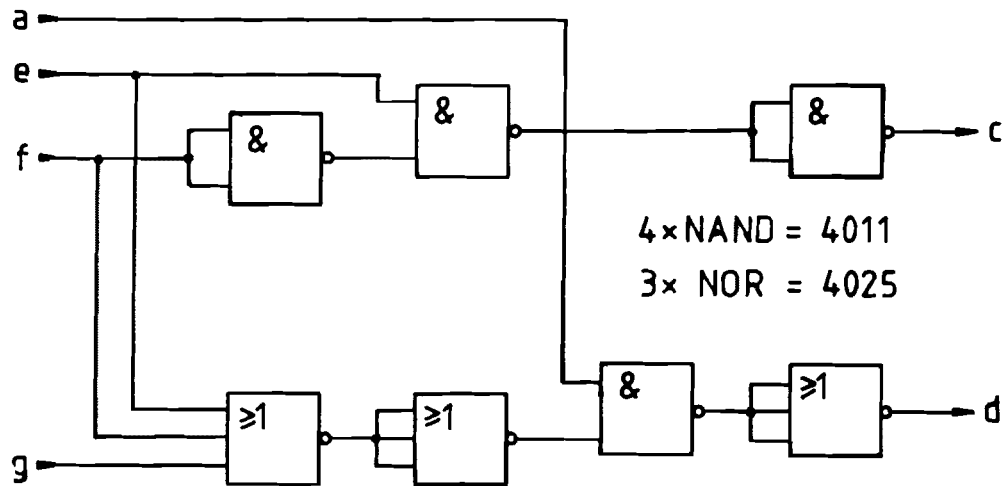 a
e
&
&
&
c
f
4×NAND = 4011
3× NOR = 4025
&
≥1
≥1
≥1
d
g